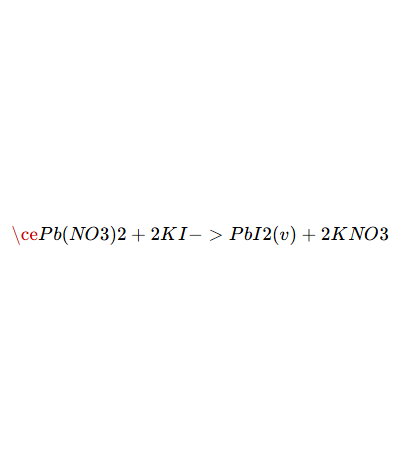 \cePb(NO3)2 + 2KI− > PbI2(v) + 2KNO3